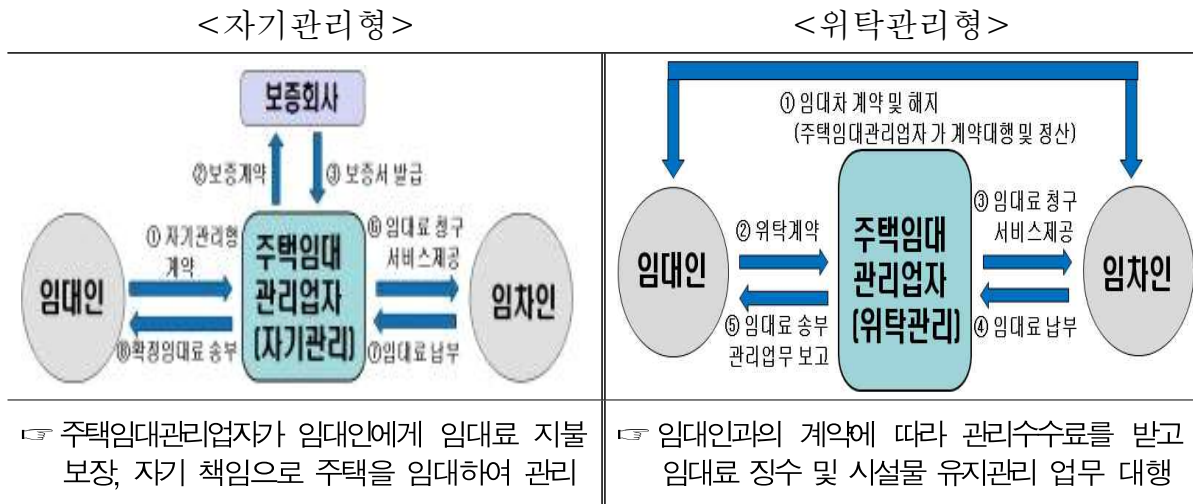 <자기관리형>
보증회사
②보증계약
③ 보증서 발급
① 자기관리형
계약
⑥ 임대료 청구
서비스제공
임대인
주택임대
관리업자
(자기관리)
임차인
⑧확정임대료 송부
⑦임대료 납부
☞ 주택임대관리업자가 임대인에게 임대료 지불
보장, 자기 책임으로 주택을 임대하여 관리
<위탁관리형>
① 임대차 계약 및 해지
(주택임대관리업자 가 계약대행 및 정산)
② 위탁계약
③ 임대료 청구
서비스제공
임대인
주택임대
관리업자
(위탁관리)
임차인
⑤ 임대료 송부
관리업무 보고
④ 임대료 납부
☞ 임대인과의 계약에 따라 관리수수료를 받고
임대료 징수 및 시설물 유지관리 업무 대행